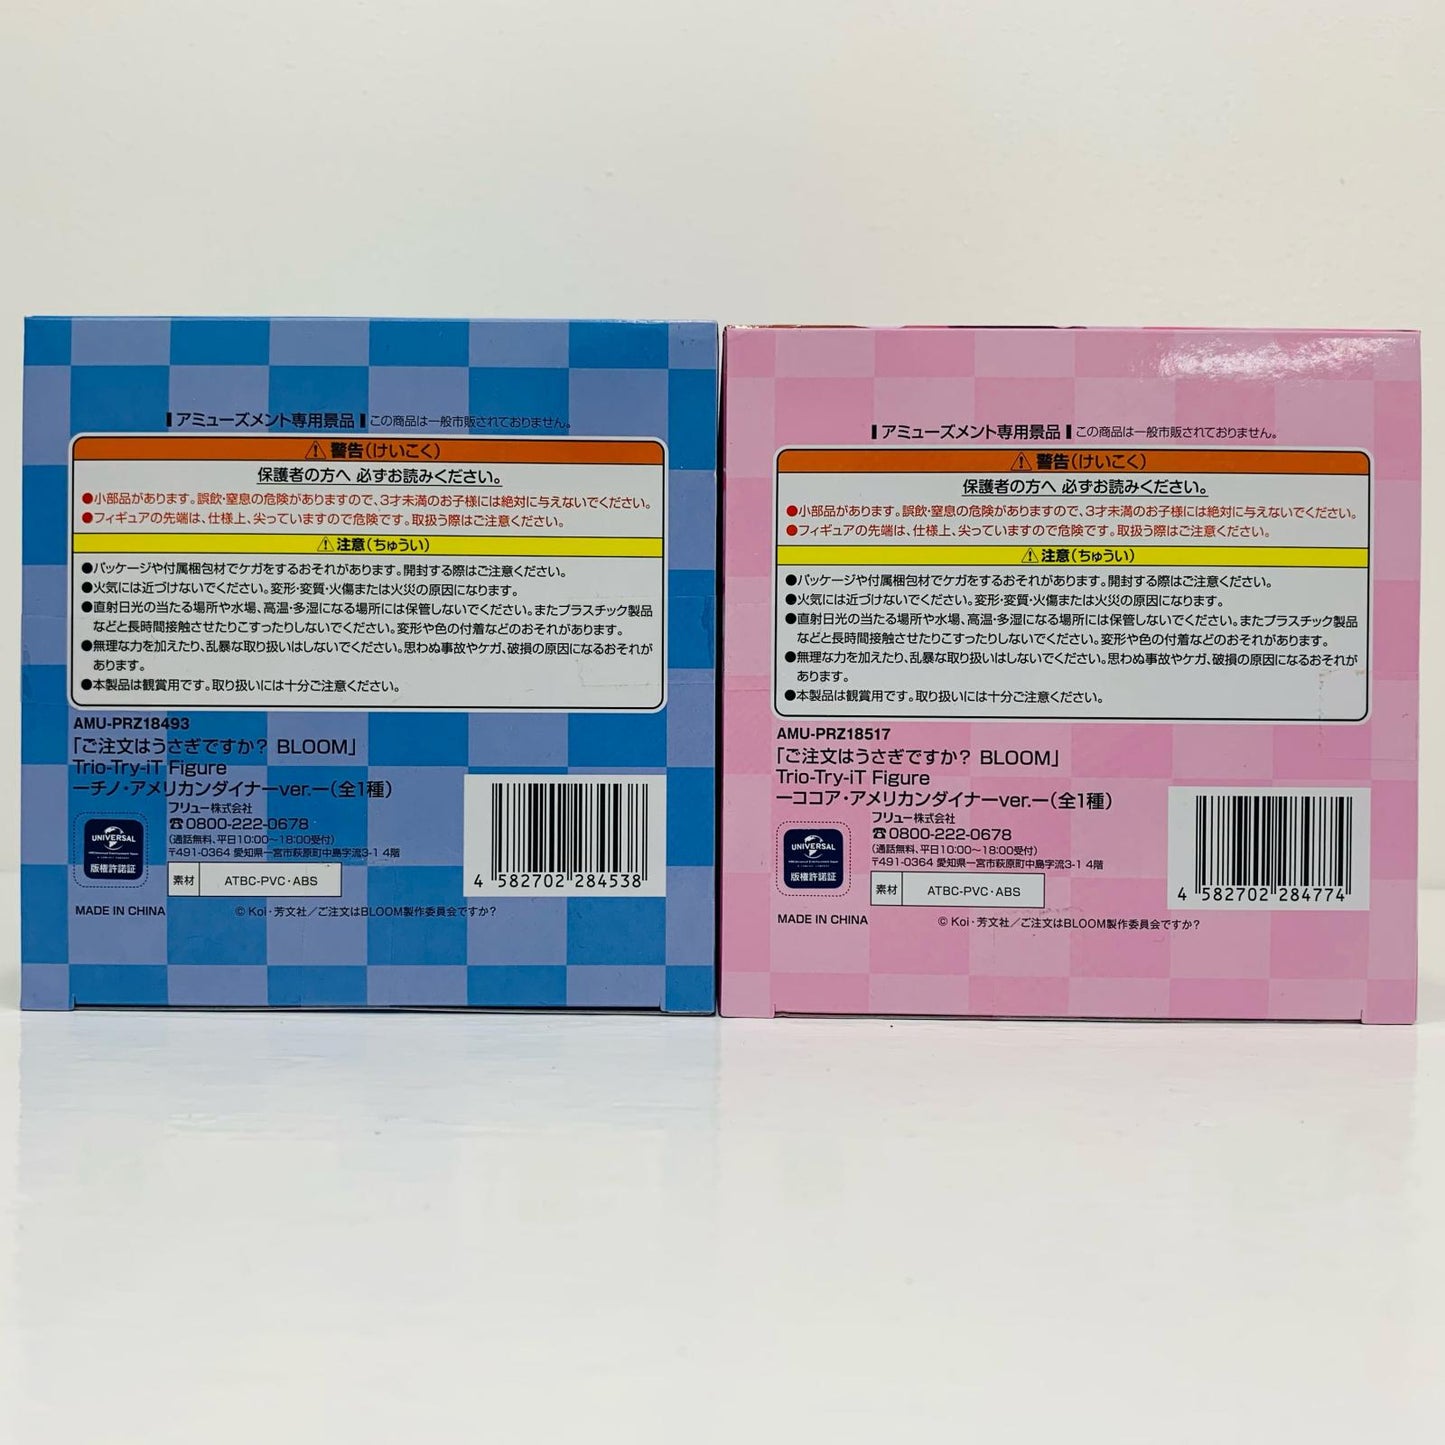 アミューズメント専用景品 この商品は一般市販されておりません。
警告(けいこく)
保護者の方へ 必ずお読みください。
●小部品があります。誤飲・窒息の危険がありますので、3才未満のお子様には絶対に与えないでください。
●フィギュアの先端は、仕様上、尖っていますので危険です。取扱う際はご注意ください。
注意(ちゅうい)
●パッケージや付属梱包材でケガをするおそれがあります。開封する際はご注意ください。
●火気には近づけないでください。変形・変質・火傷または火災の原因になります。
●直射日光の当たる場所や水場、高温・多湿になる場所には保管しないでください。またプラスチック製品
などと長時間接触させたりこすったりしないでください。変形や色の付着などのおそれがあります。
●無理な力を加えたり、乱暴な取り扱いはしないでください。思わぬ事故やケガ、破損の原因になるおそれが
あります。
●本製品は観賞用です。取り扱いには十分ご注意ください。
AMU-PRZ18493
「ご注文はうさぎですか? BLOOM」
Trio-Try-iT Figure
ーチノ・アメリカンダイナーver.ー(全1種)
フリュー株式会社
☎0800-222-0678
(通話無料、平日10:00〜18:00受付)
〒491-0364 愛知県一宮市萩原町中島字流3-1 4階
UNIVERSAL
版権許諾証
素材 ATBC-PVC・ABS
4 582702 284538
MADE IN CHINA
© Koi・芳文社/ご注文はBLOOM製作委員会ですか?
アミューズメント専用景品 この商品は一般市販されておりません。
警告(けいこく)
保護者の方へ 必ずお読みください。
●小部品があります。誤飲・窒息の危険がありますので、3才未満のお子様には絶対に与えないでください。
●フィギュアの先端は、仕様上、尖っていますので危険です。取扱う際はご注意ください。
注意(ちゅうい)
●パッケージや付属梱包材でケガをするおそれがあります。開封する際はご注意ください。
●火気には近づけないでください。変形・変質・火傷または火災の原因になります。
●直射日光の当たる場所や水場、高温・多湿になる場所には保管しないでください。またプラスチック製品
などと長時間接触させたりこすったりしないでください。変形や色の付着などのおそれがあります。
●無理な力を加えたり、乱暴な取り扱いはしないでください。思わぬ事故やケガ、破損の原因になるおそれが
あります。
●本製品は観賞用です。取り扱いには十分ご注意ください。
AMU-PRZ18517
「ご注文はうさぎですか? BLOOM」
Trio-Try-iT Figure
ーココア・アメリカンダイナーver.ー(全1種)
フリュー株式会社
☎0800-222-0678
(通話無料、平日10:00〜18:00受付)
〒491-0364 愛知県一宮市萩原町中島字流3-1 4階
UNIVERSAL
版権許諾証
素材 ATBC-PVC・ABS
4 582702 284774
MADE IN CHINA
© Koi・芳文社/ご注文はBLOOM製作委員会ですか?